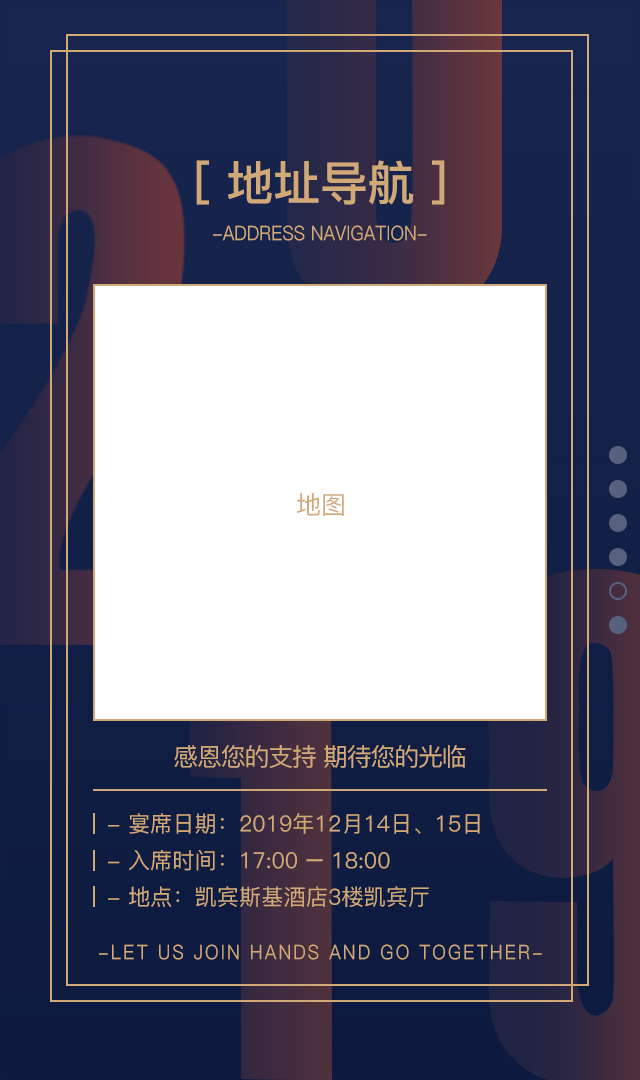 [ 地址导航 ]
–ADDRESS NAVIGATION–
地图
感恩您的支持 期待您的光临
– 宴席日期：2019年12月14日、15日
– 入席时间：17:00 — 18:00
– 地点：凯宾斯基酒店3楼凯宾厅
–LET US JOIN HANDS AND GO TOGETHER–
2019